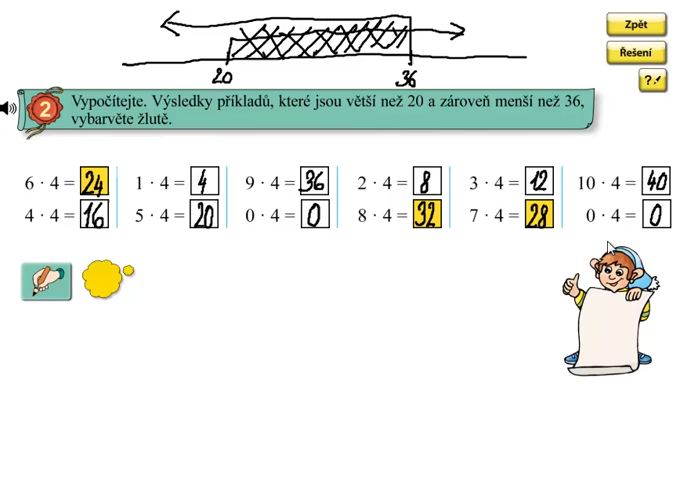 Zpět
Řešení
?✓
20 36
2
Vypočítejte. Výsledky příkladů, které jsou větší než 20 a zároveň menší než 36,
vybarvěte žlutě.
6 · 4 = 24 1 · 4 = 4 9 · 4 = 36 2 · 4 = 8 3 · 4 = 12 10 · 4 = 40
4 · 4 = 16 5 · 4 = 20 0 · 4 = 0 8 · 4 = 32 7 · 4 = 28 0 · 4 = 0